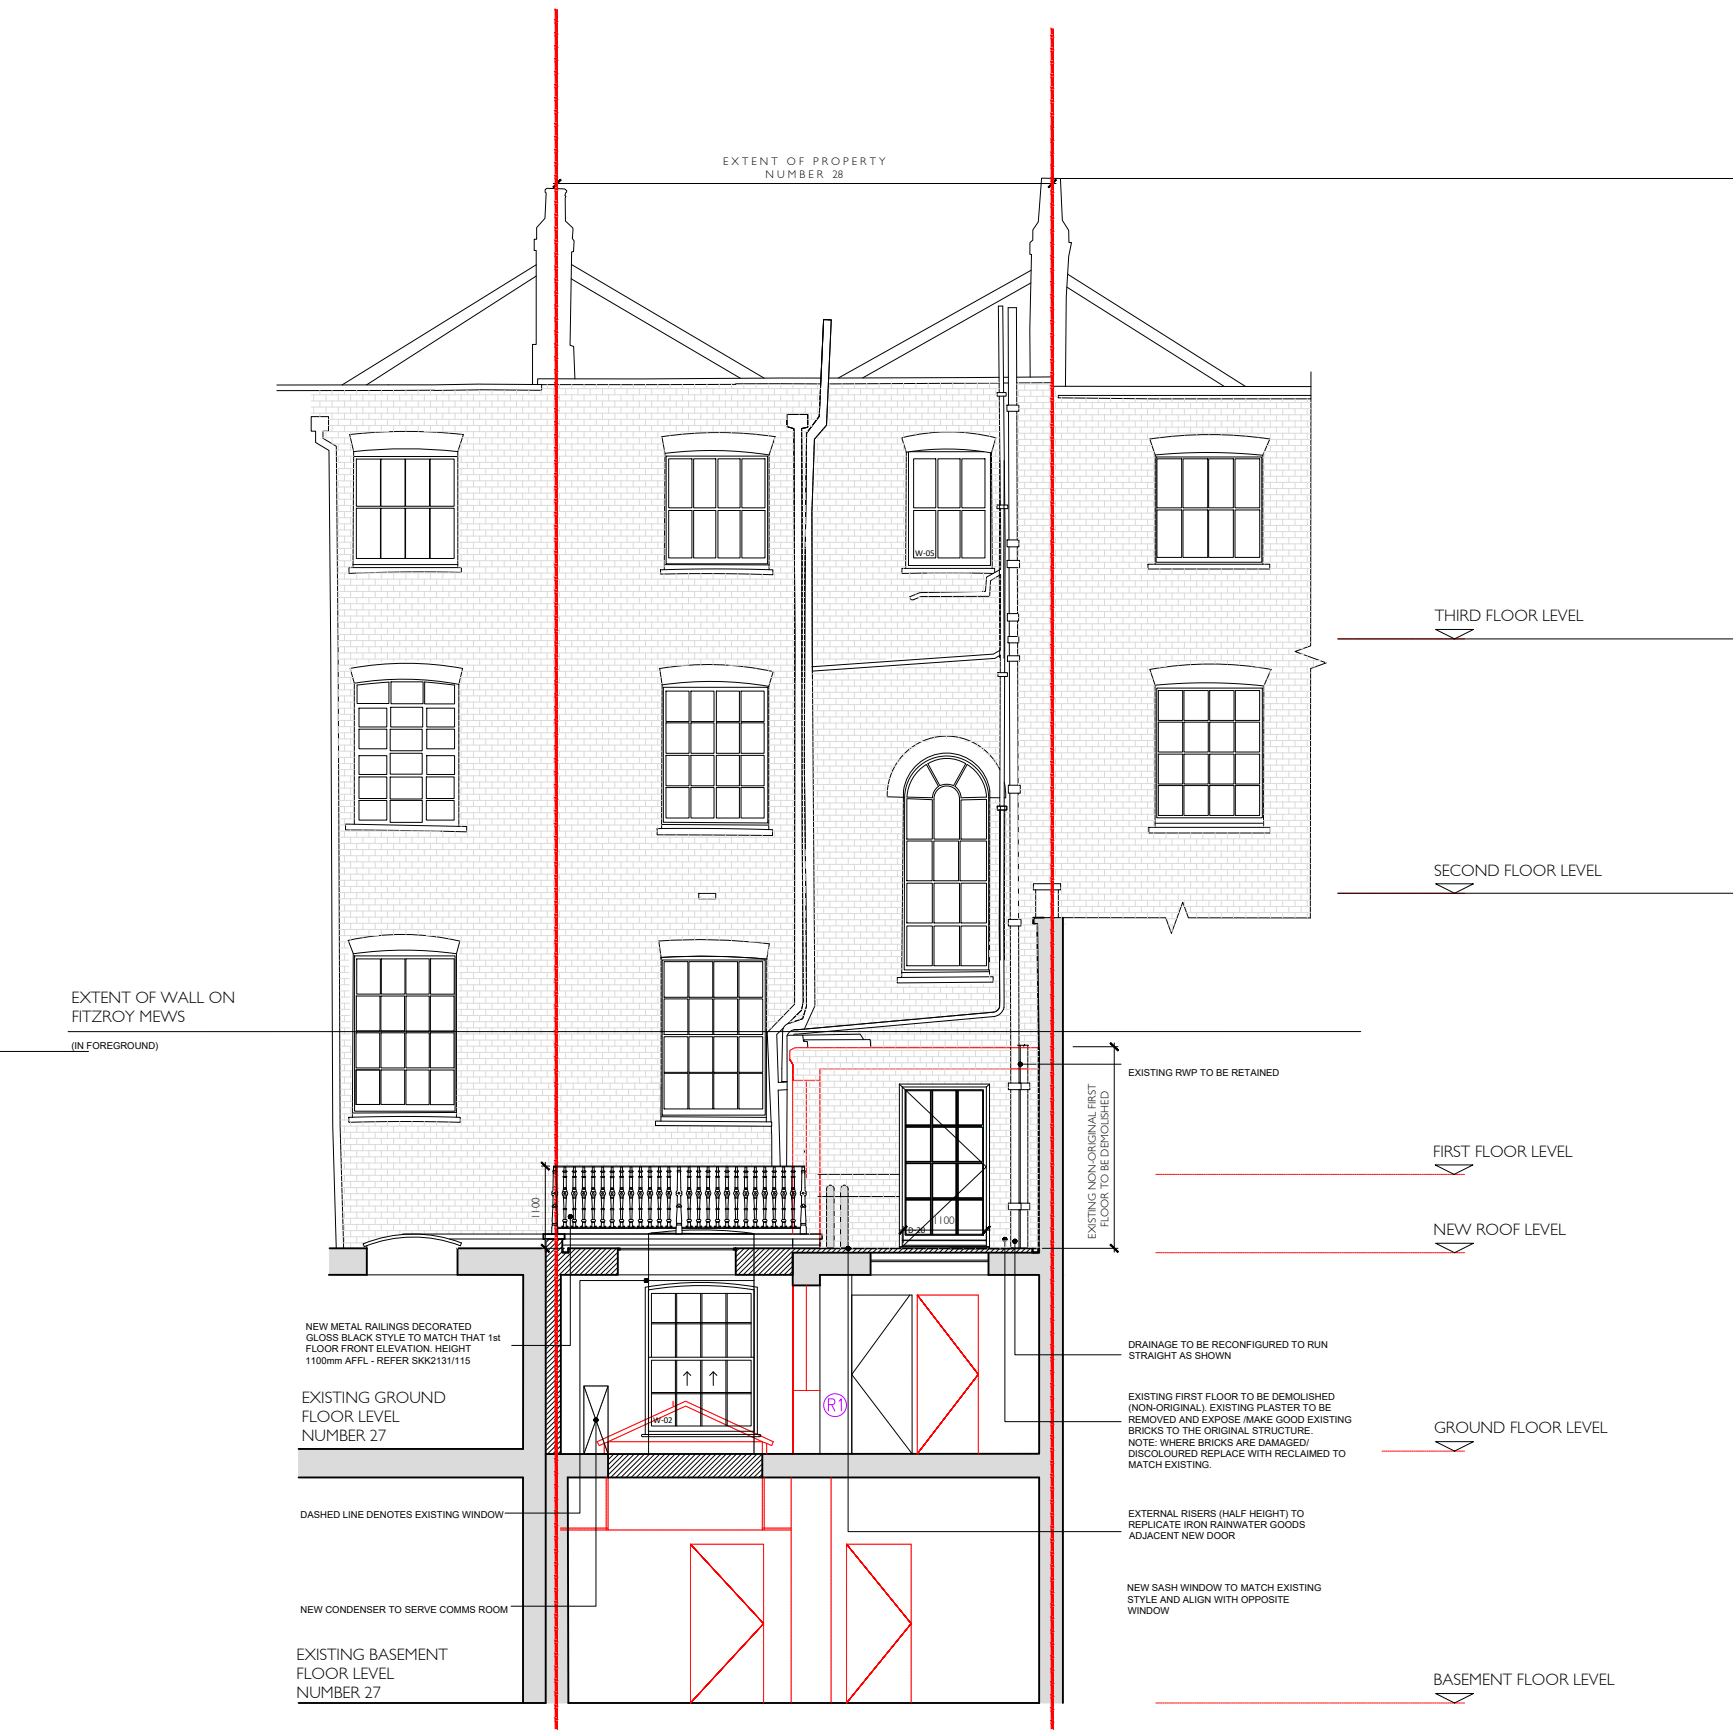 EXTENT OF PROPERTY
NUMBER 28
W-05
THIRD FLOOR LEVEL
SECOND FLOOR LEVEL
EXTENT OF WALL ON
FITZROY MEWS
(IN FOREGROUND)
EXISTING RWP TO BE RETAINED
EXISTING NON-ORIGINAL FIRST
FLOOR TO BE DEMOLISHED
FIRST FLOOR LEVEL
1100
1100
NEW ROOF LEVEL
NEW METAL RAILINGS DECORATED
GLOSS BLACK STYLE TO MATCH THAT 1st
FLOOR FRONT ELEVATION. HEIGHT
1100mm AFFL - REFER SKK2131/115
DRAINAGE TO BE RECONFIGURED TO RUN
STRAIGHT AS SHOWN
EXISTING GROUND
FLOOR LEVEL
NUMBER 27
W-02
R1
EXISTING FIRST FLOOR TO BE DEMOLISHED
(NON-ORIGINAL). EXISTING PLASTER TO BE
REMOVED AND EXPOSE /MAKE GOOD EXISTING
BRICKS TO THE ORIGINAL STRUCTURE.
NOTE: WHERE BRICKS ARE DAMAGED/
DISCOLOURED REPLACE WITH RECLAIMED TO
MATCH EXISTING.
GROUND FLOOR LEVEL
DASHED LINE DENOTES EXISTING WINDOW
EXTERNAL RISERS (HALF HEIGHT) TO
REPLICATE IRON RAINWATER GOODS
ADJACENT NEW DOOR
NEW CONDENSER TO SERVE COMMS ROOM
NEW SASH WINDOW TO MATCH EXISTING
STYLE AND ALIGN WITH OPPOSITE
WINDOW
EXISTING BASEMENT
FLOOR LEVEL
NUMBER 27
BASEMENT FLOOR LEVEL